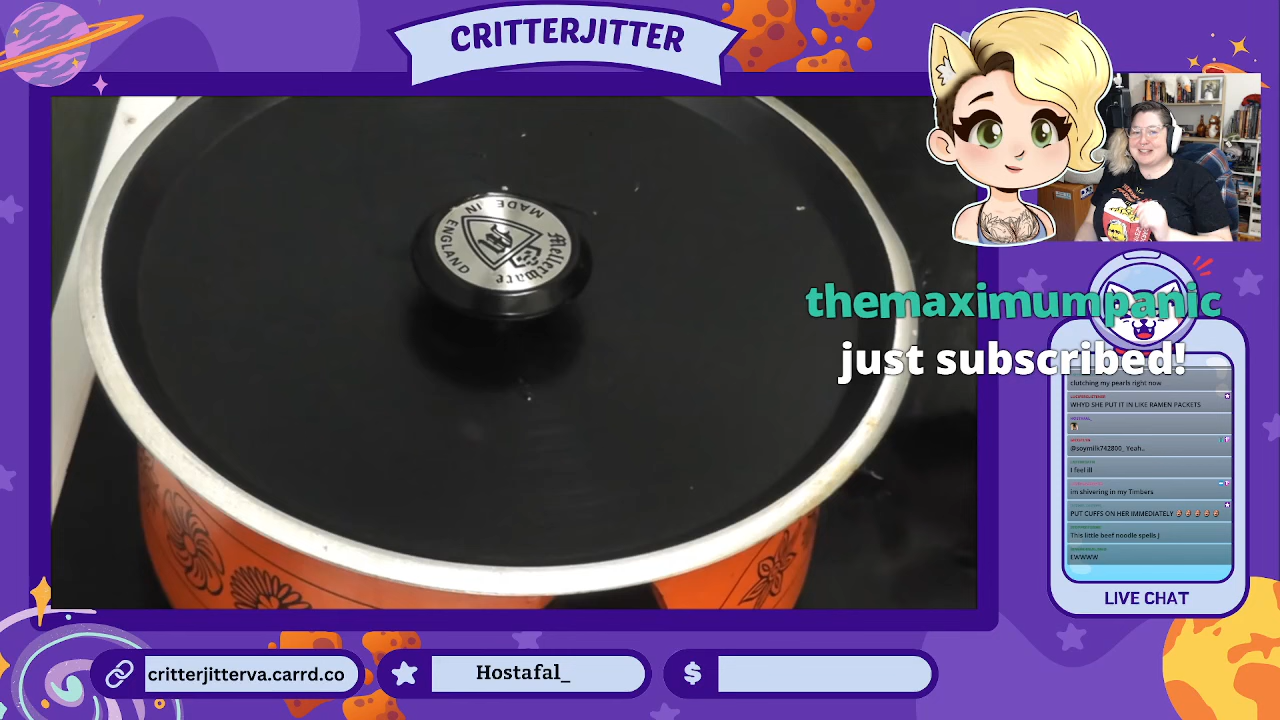 CRITTERJITTER
MADE IN ENGLAND
Mellerware
themaximumpanic
just subscribed!
clutching my pearls right now
WHYD SHE PUT IT IN LIKE RAMEN PACKETS
@soymilk742800_ Yeah..
I feel ill
im shivering in my Timbers
PUT CUFFS ON HER IMMEDIATELY
This little beef noodle spells J
EWWWW
LIVE CHAT
critterjitterva.carrd.co
Hostafal_
$